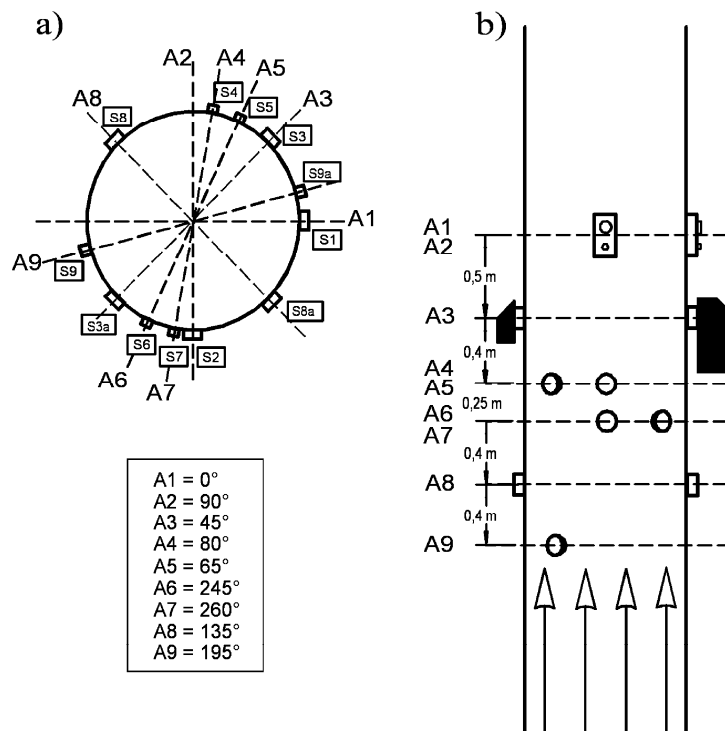 a)
A2
A4
A5
S4
S5
A3
A8
S8
S3
S9a
A1
S1
A9
S9
S3a
S8a
S6
S7
S2
A6
A7
A1 = 0°
A2 = 90°
A3 = 45°
A4 = 80°
A5 = 65°
A6 = 245°
A7 = 260°
A8 = 135°
A9 = 195°
b)
A1
A2
0,5 m
A3
0,4 m
A4
A5
0,25 m
A6
A7
0,4 m
A8
0,4 m
A9